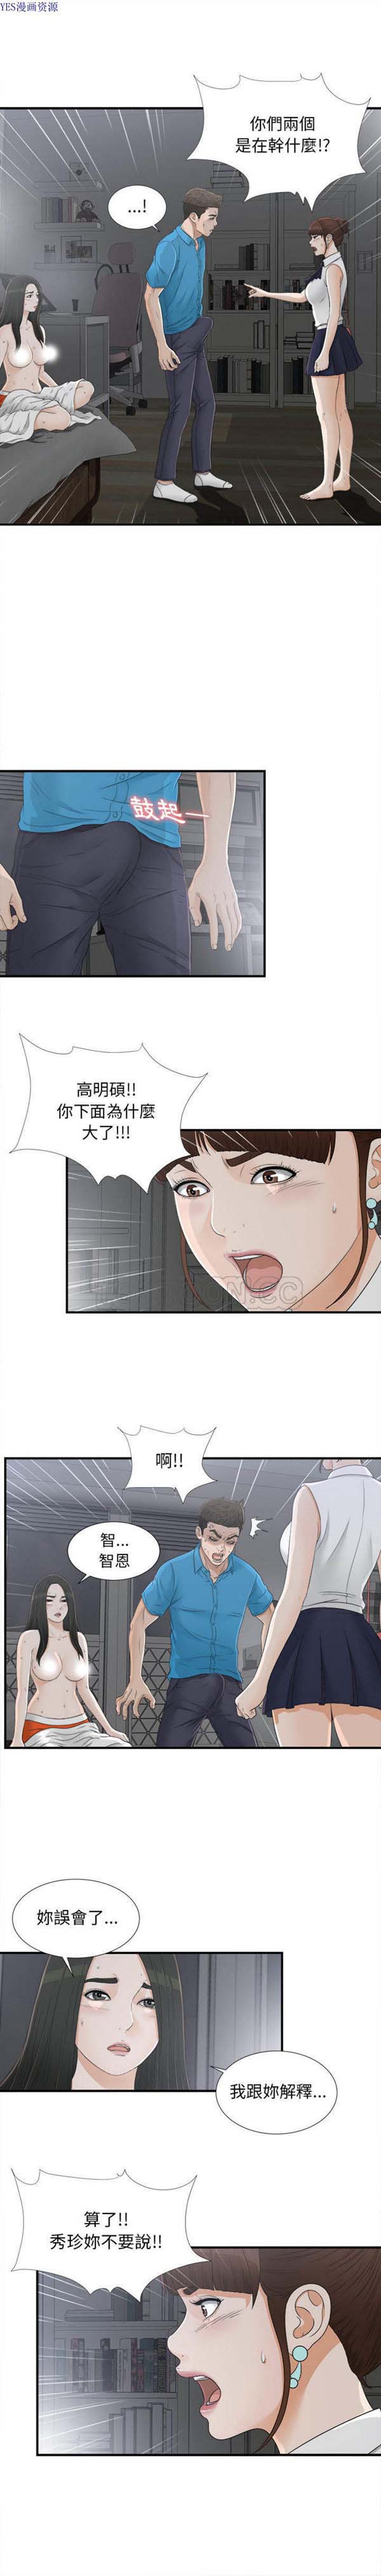 YES漫画资源
你們兩個
是在幹什麼!?
...!
鼓起一
高明碩!!
你下面為什麼
大了!!!
啊!!
智...
智恩
妳誤會了...
我跟妳解釋...
算了!!
秀珍妳不要說!!